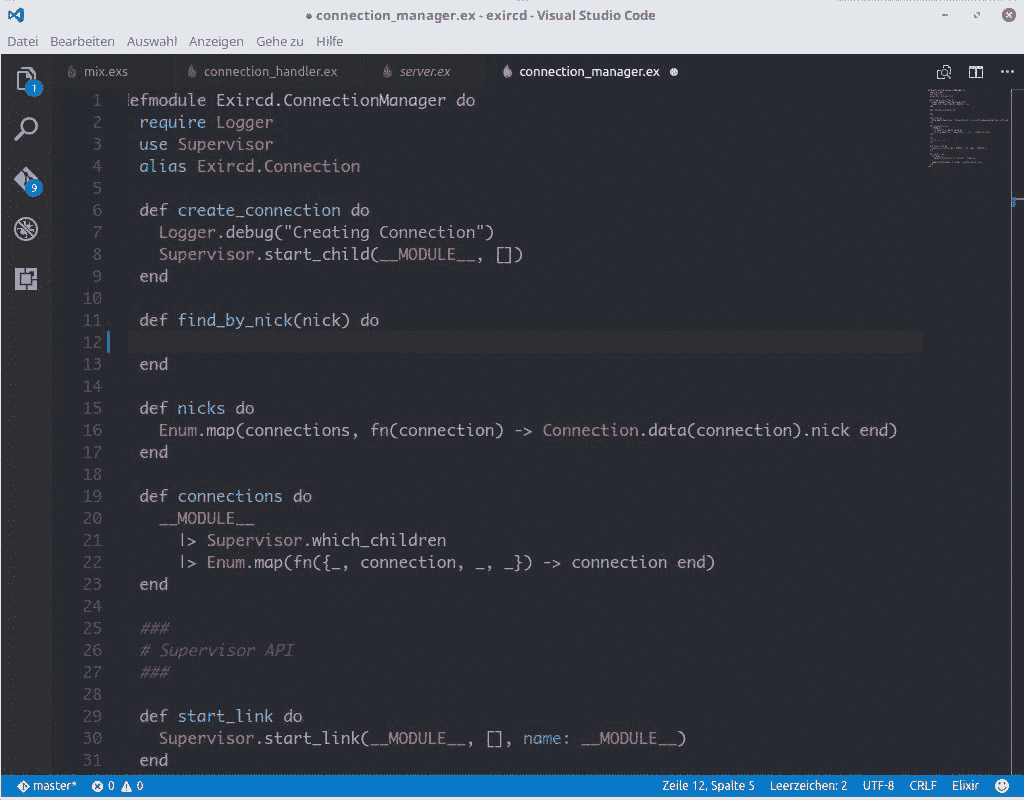 ● connection_manager.ex - exircd - Visual Studio Code
Datei Bearbeiten Auswahl Anzeigen Gehe zu Hilfe
mix.exs connection_handler.ex server.ex connection_manager.ex ●
1
9
1 efmodule Exircd.ConnectionManager do
2 require Logger
3 use Supervisor
4 alias Exircd.Connection
5
6 def create_connection do
7 Logger.debug("Creating Connection")
8 Supervisor.start_child(__MODULE__, [])
9 end
10
11 def find_by_nick(nick) do
12
13 end
14
15 def nicks do
16 Enum.map(connections, fn(connection) -> Connection.data(connection).nick end)
17 end
18
19 def connections do
20 __MODULE__
21 |> Supervisor.which_children
22 |> Enum.map(fn({_, connection, _, _}) -> connection end)
23 end
24
25 ###
26 # Supervisor API
27 ###
28
29 def start_link do
30 Supervisor.start_link(__MODULE__, [], name: __MODULE__)
31 end
master* 0 0 Zeile 12, Spalte 5 Leerzeichen: 2 UTF-8 CRLF Elixir